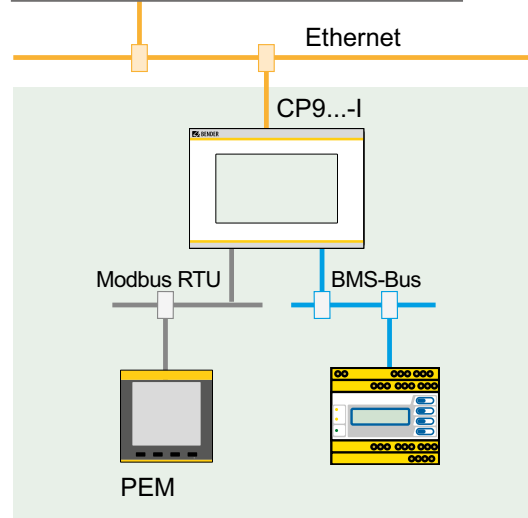 Ethernet
CP9...-I
BENDER
Modbus RTU
BMS-Bus
PEM